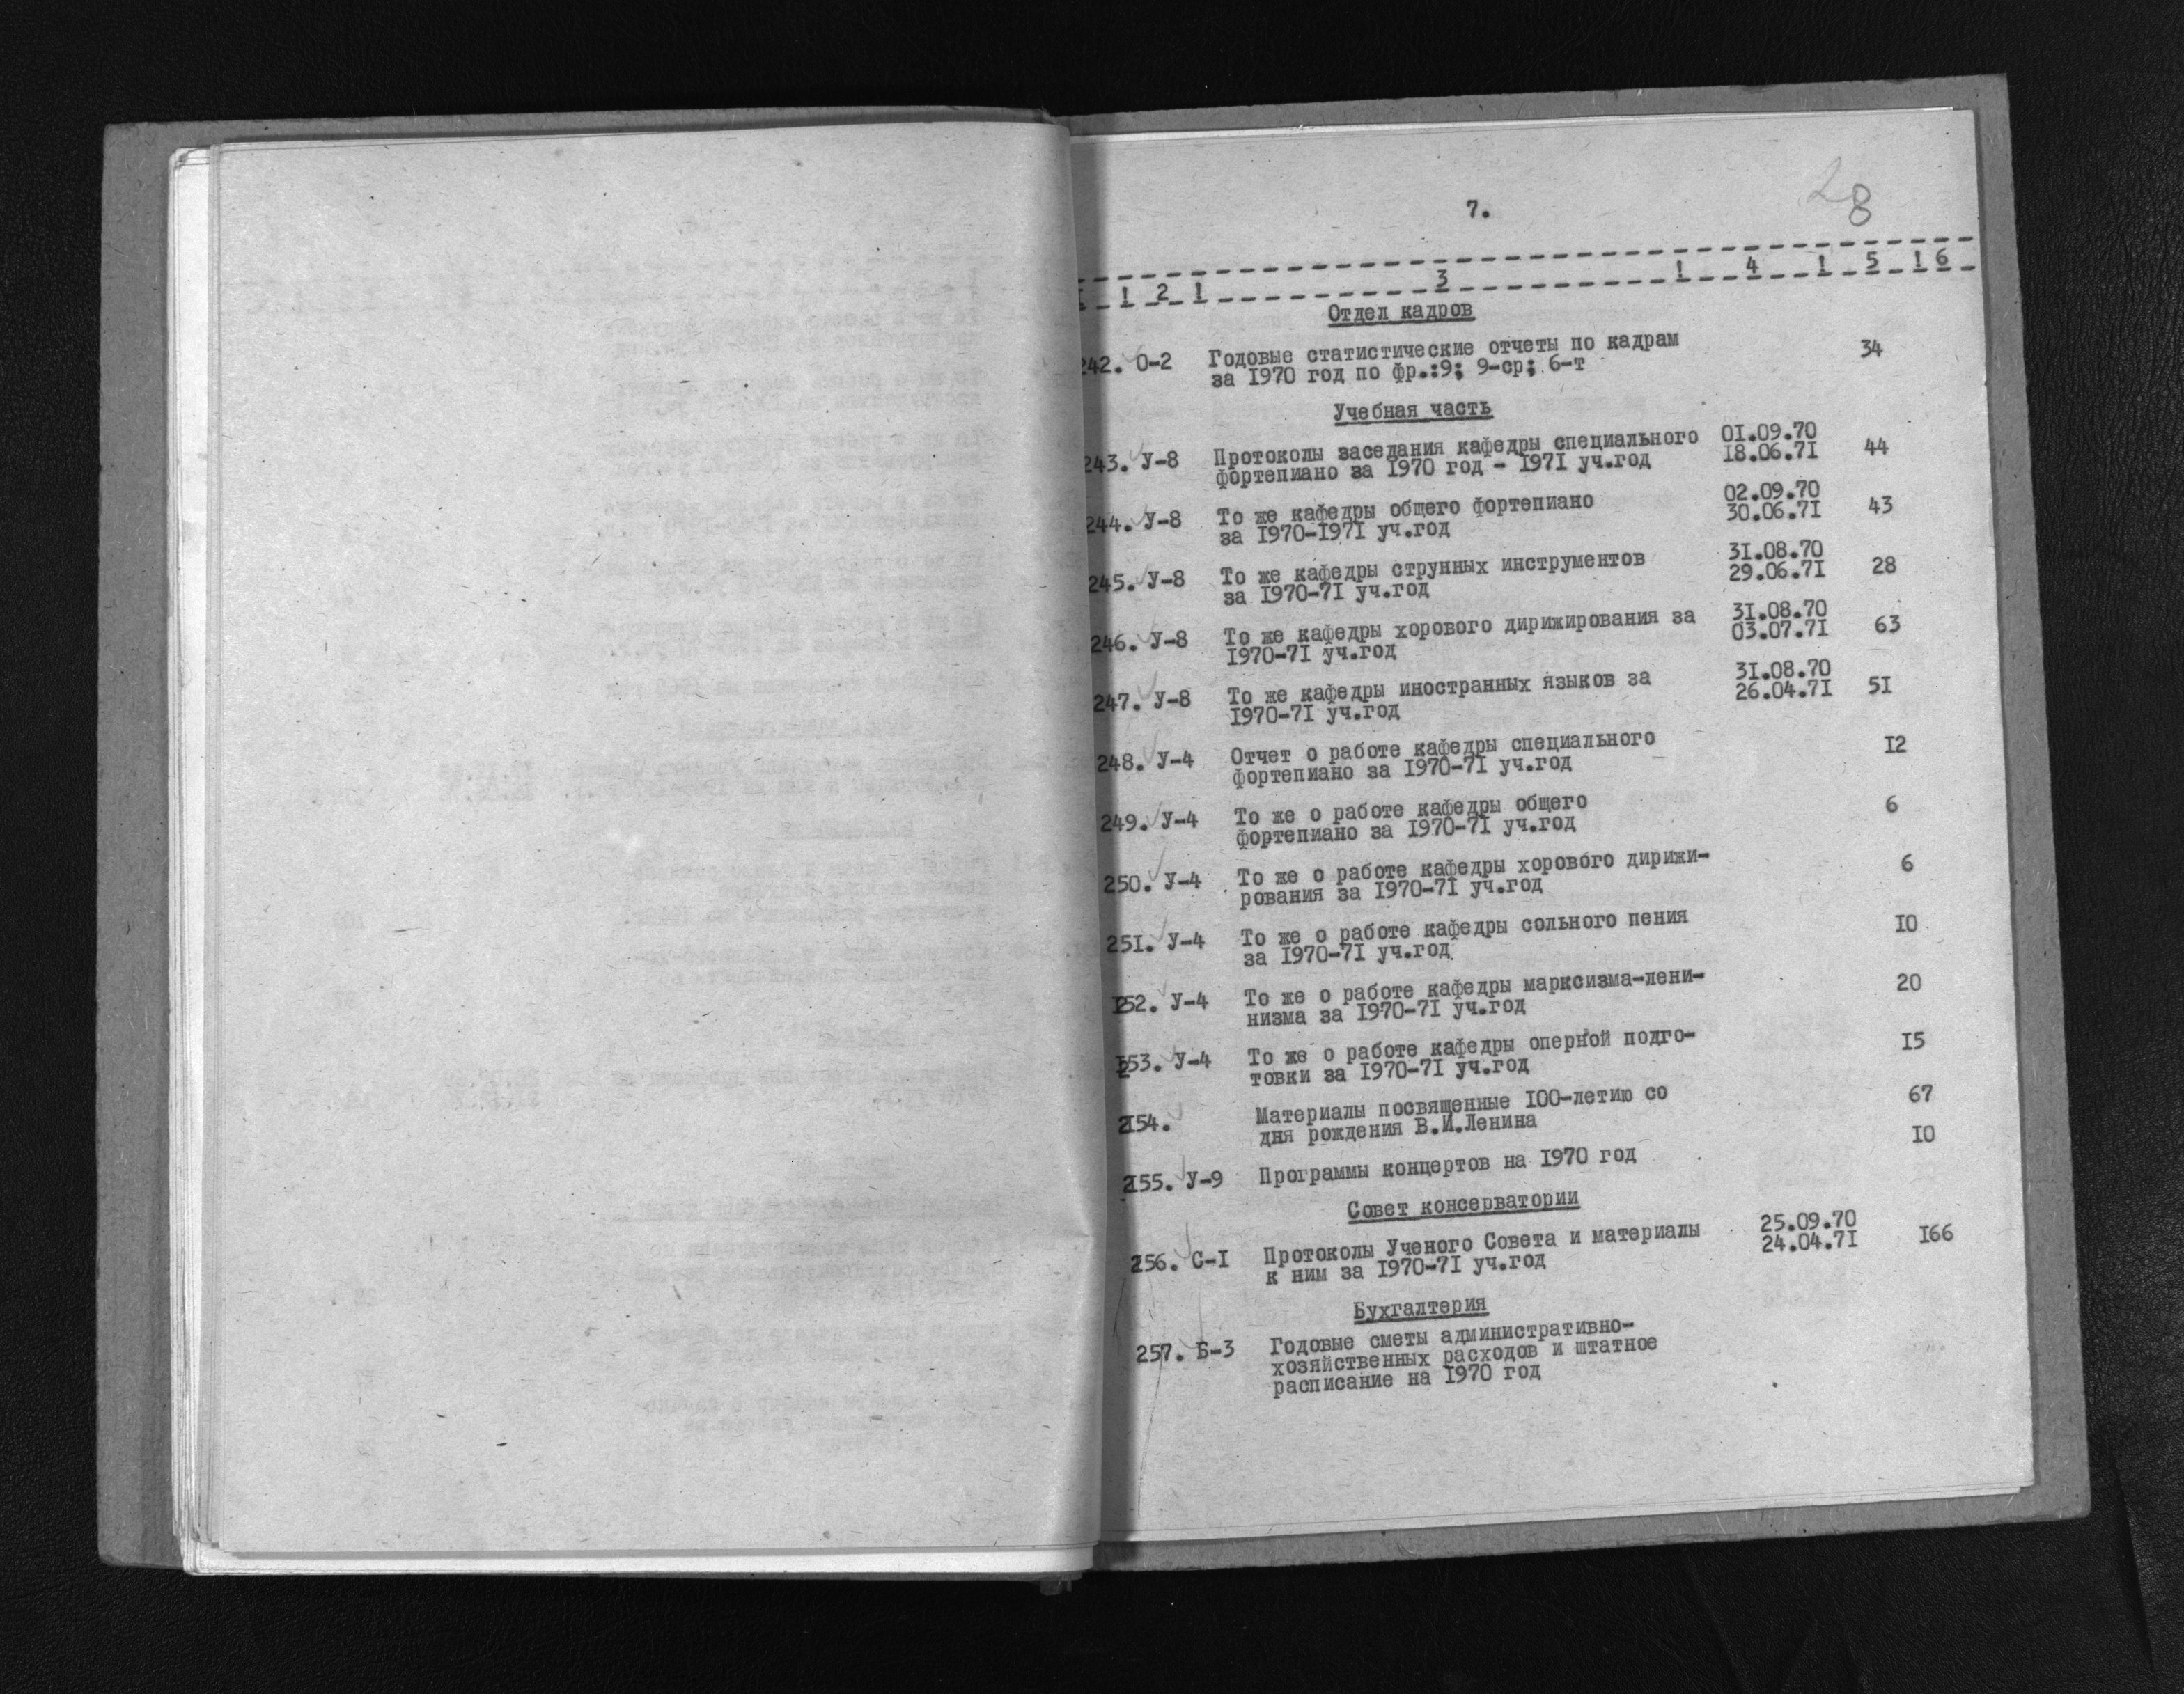 28
7.
I ! 2 ! 3 ! 4 ! 5 ! 6
Отдел кадров
242. О-2 Годовые статистические отчеты по кадрам 34
за 1970 год по фр.:9; 9-ср; 6-т
Учебная часть
243. У-8 Протоколы заседания кафедры специального 01.09.70
фортепиано за 1970 год - 1971 уч.год 18.06.71 44
244. У-8 То же кафедры общего фортепиано 02.09.70
за 1970-1971 уч.год 30.06.71 43
245. У-8 То же кафедры струнных инструментов 31.08.70
за 1970-71 уч.год 29.06.71 28
246. У-8 То же кафедры хорового дирижирования за 31.08.70
1970-71 уч.год 03.07.71 63
247. У-8 То же кафедры иностранных языков за 31.08.70
1970-71 уч.год 26.04.71 51
248. У-4 Отчет о работе кафедры специального 12
фортепиано за 1970-71 уч.год
249. У-4 То же о работе кафедры общего 6
фортепиано за 1970-71 уч.год
250. У-4 То же о работе кафедры хорового дирижи- 6
рования за 1970-71 уч.год
251. У-4 То же о работе кафедры сольного пения 10
за 1970-71 уч.год
252. У-4 То же о работе кафедры марксизма-лени- 20
низма за 1970-71 уч.год
253. У-4 То же о работе кафедры оперной подго- 15
товки за 1970-71 уч.год
254. Материалы посвященные 100-летию со 67
дня рождения В.И.Ленина
255. У-9 Программы концертов на 1970 год 10
Совет консерватории
256. С-I Протоколы Ученого Совета и материалы 25.09.70
к ним за 1970-71 уч.год 24.04.71 166
Бухгалтерия
257. Б-3 Годовые сметы административно-
хозяйственных расходов и штатное
расписание на 1970 год